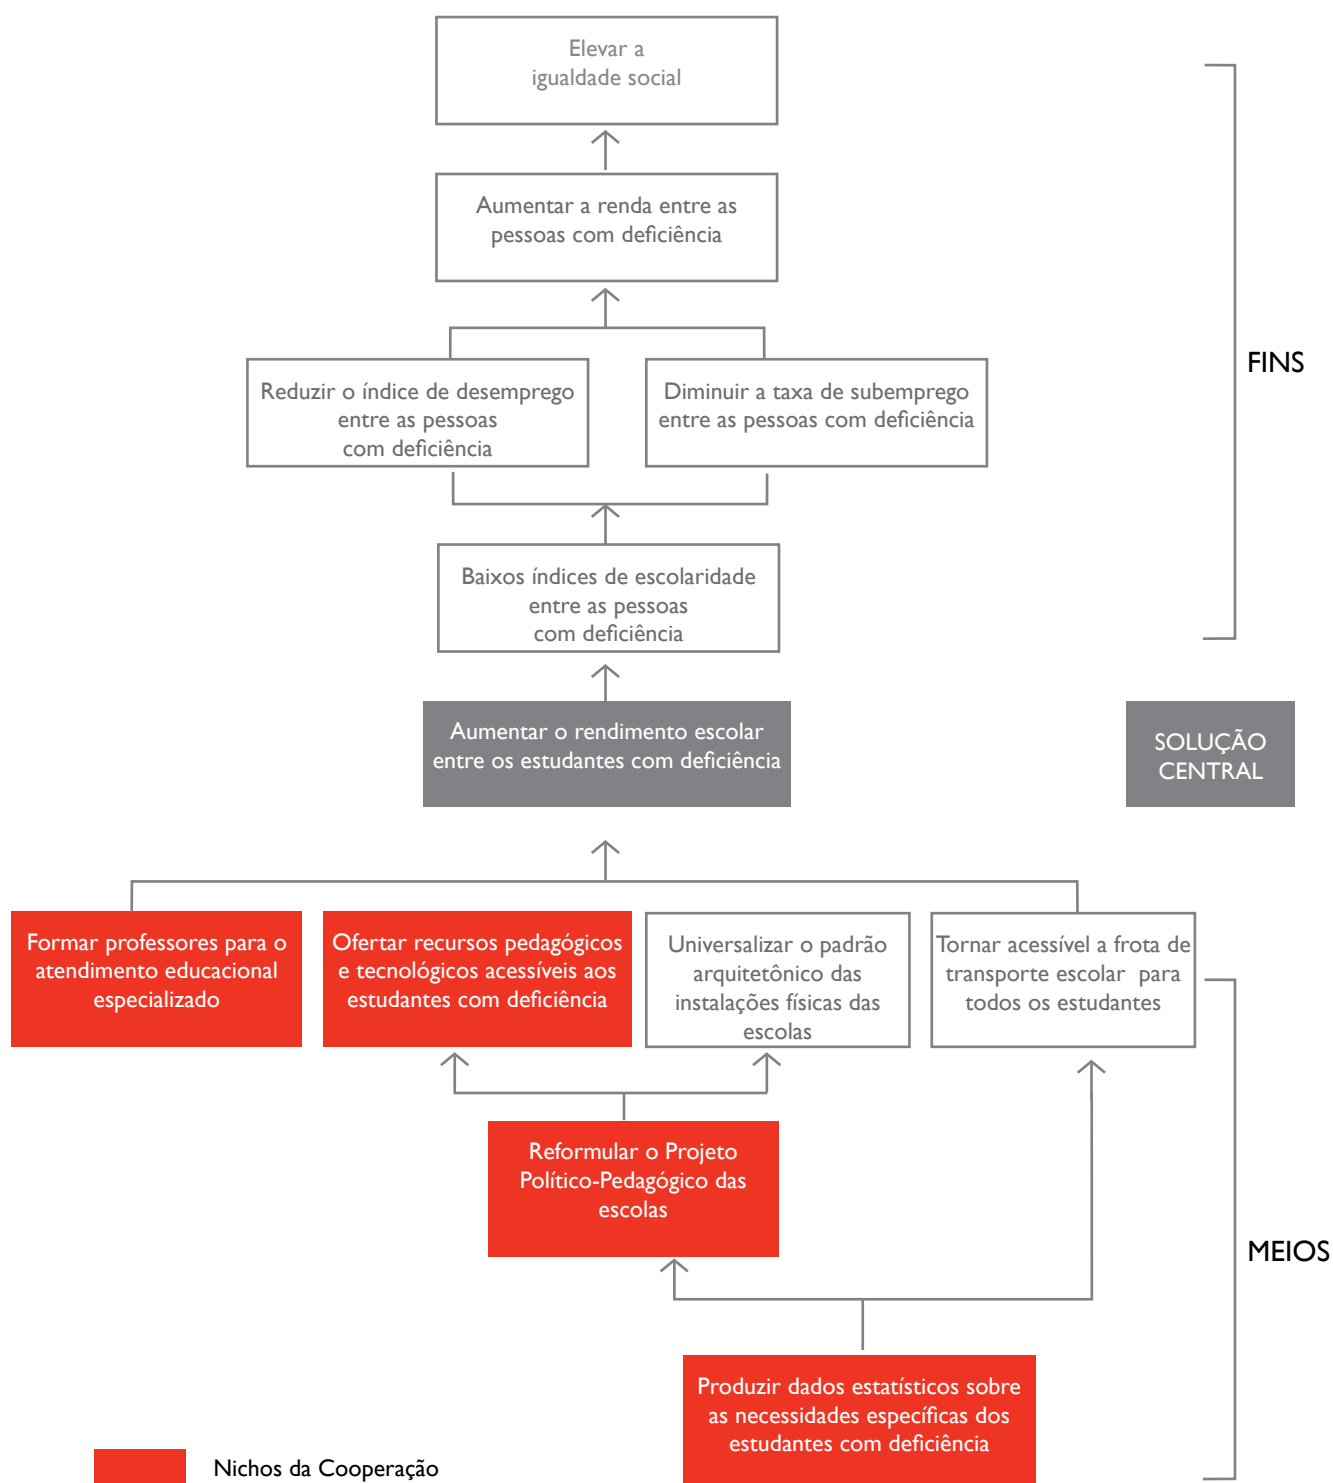 Elevar a
igualdade social
Aumentar a renda entre as
pessoas com deficiência
FINS
Reduzir o índice de desemprego
entre as pessoas
com deficiência
Diminuir a taxa de subemprego
entre as pessoas com deficiência
Baixos índices de escolaridade
entre as pessoas
com deficiência
Aumentar o rendimento escolar
entre os estudantes com deficiência
SOLUÇÃO
CENTRAL
Formar professores para o
atendimento educacional
especializado
Ofertar recursos pedagógicos
e tecnológicos acessíveis aos
estudantes com deficiência
Universalizar o padrão
arquitetônico das
instalações físicas das
escolas
Tornar acessível a frota de
transporte escolar para
todos os estudantes
Reformular o Projeto
Político-Pedagógico das
escolas
MEIOS
Produzir dados estatísticos sobre
as necessidades específicas dos
estudantes com deficiência
Nichos da Cooperação